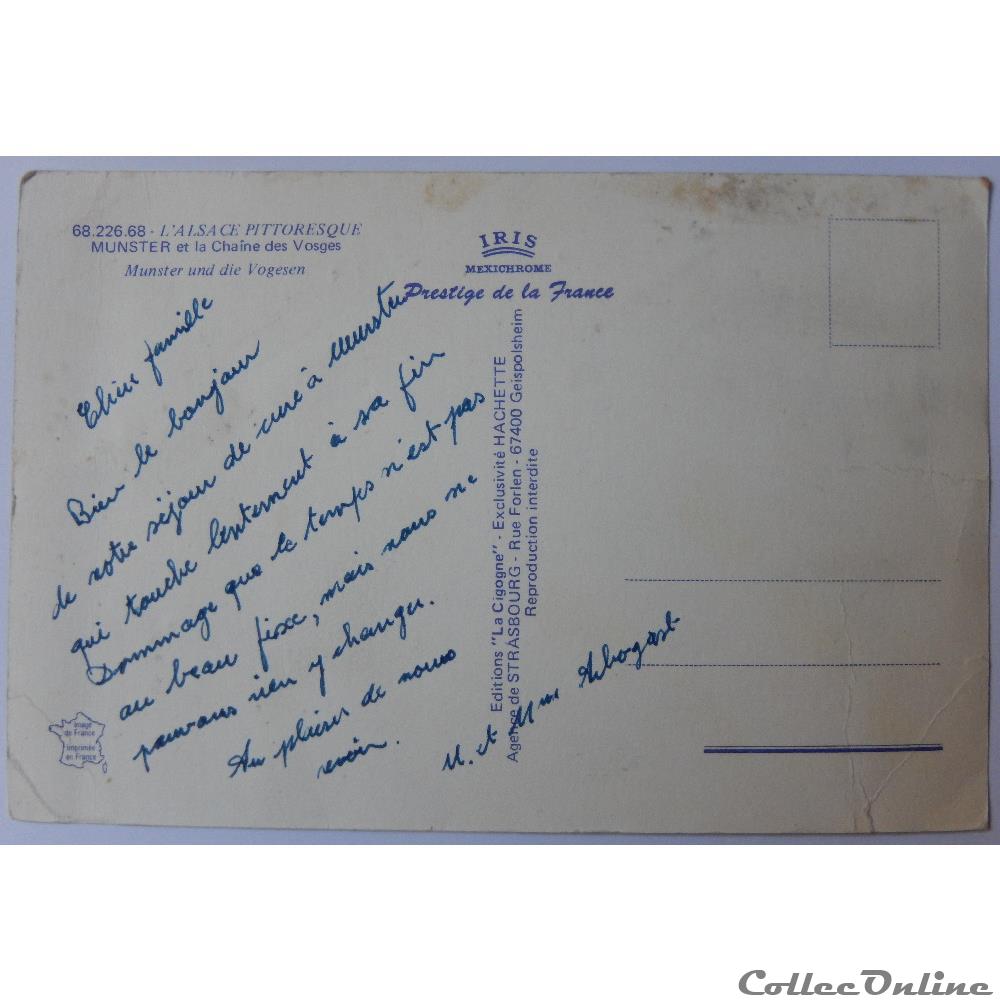 68.226.68 - L'ALSACE PITTORESQUE
MUNSTER et la Chaîne des Vosges
Munster und die Vogesen
IRIS
MEXICHROME
Prestige de la France
Chère famille
Bien le bonjour
de notre séjour de cure à Munster
qui touche lentement à sa fin
Dommage que le temps n'est pas
au beau fixe, mais nous ne
pouvons rien y changer.
Au plaisir de nous
revoir.
M. et Mme Arbogast
Editions "La Cigogne" - Exclusivité HACHETTE
Agence de STRASBOURG - Rue Forlen - 67400 Geispolsheim
Reproduction interdite
Image
de France
imprimée
en France
CollecOnline